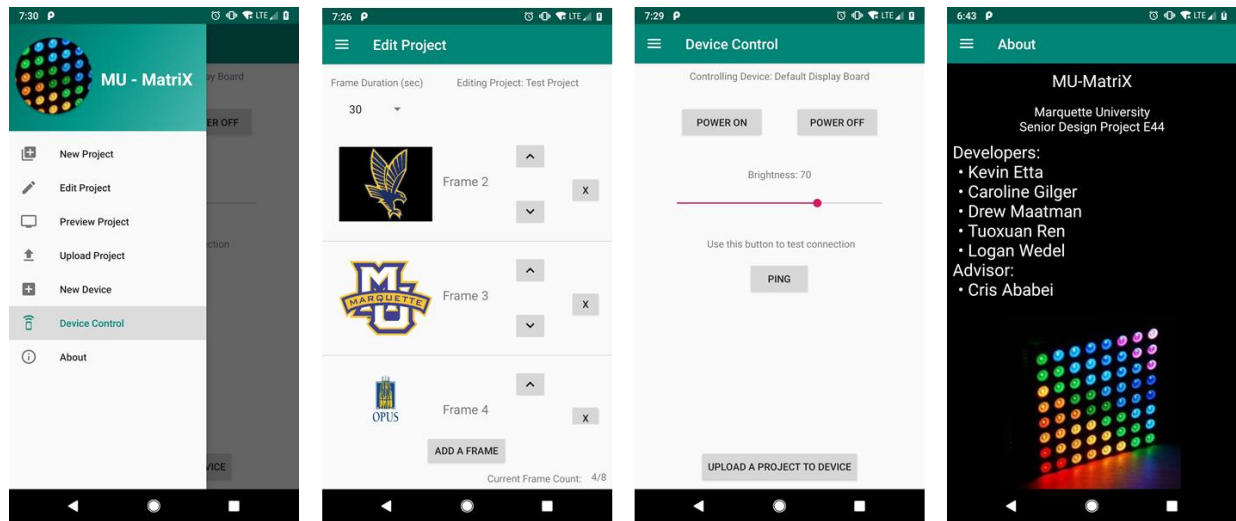 7:30
LTE
MU - MatriX
ay Board
ER OFF
New Project
Edit Project
Preview Project
Upload Project
ction
New Device
Device Control
About
VICE
7:26
LTE
Edit Project
Frame Duration (sec)
Editing Project: Test Project
30
Frame 2
X
MU
MARQUETTE
Frame 3
X
OPUS
Frame 4
X
ADD A FRAME
Current Frame Count: 4/8
7:29
LTE
Device Control
Controlling Device: Default Display Board
POWER ON
POWER OFF
Brightness: 70
Use this button to test connection
PING
UPLOAD A PROJECT TO DEVICE
6:43
LTE
About
MU-MatriX
Marquette University
Senior Design Project E44
Developers:
• Kevin Etta
• Caroline Gilger
• Drew Maatman
• Tuoxuan Ren
• Logan Wedel
Advisor:
• Cris Ababei